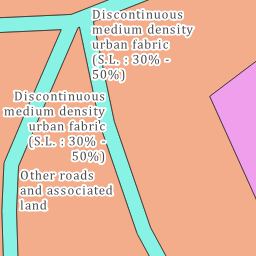 Discontinuous
medium density
urban fabric
(S.L. : 30% -
50%)
Discontinuous
medium density
urban fabric
(S.L. : 30% -
50%)
Other roads
and associated
land